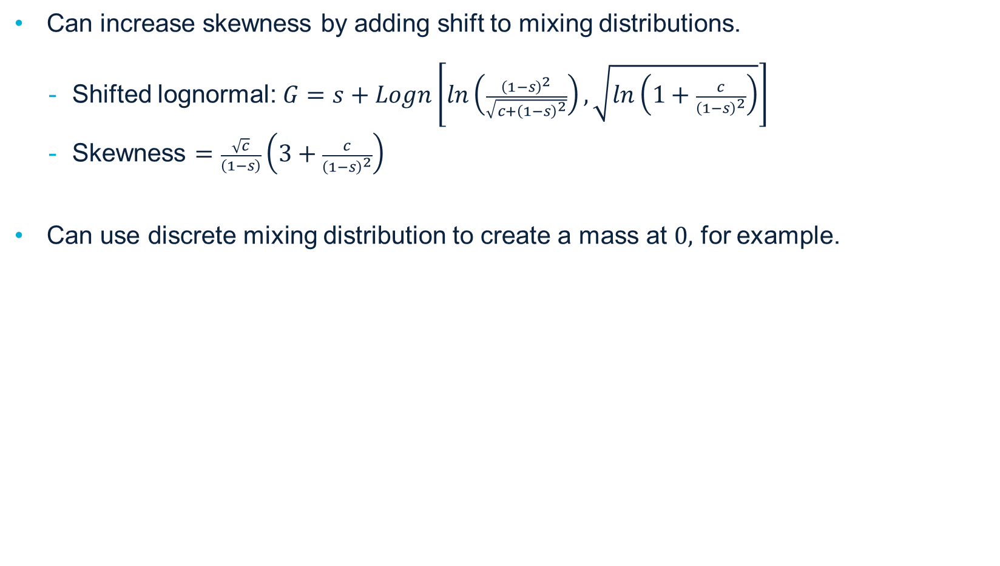 • Can increase skewness by adding shift to mixing distributions.
- Shifted lognormal: $G = s + Logn\left[ln\left(\frac{(1-s)^2}{\sqrt{c+(1-s)^2}}\right), \sqrt{ln\left(1+\frac{c}{(1-s)^2}\right)}\right]$
- Skewness $= \frac{\sqrt{c}}{(1-s)}\left(3+\frac{c}{(1-s)^2}\right)$
• Can use discrete mixing distribution to create a mass at 0, for example.